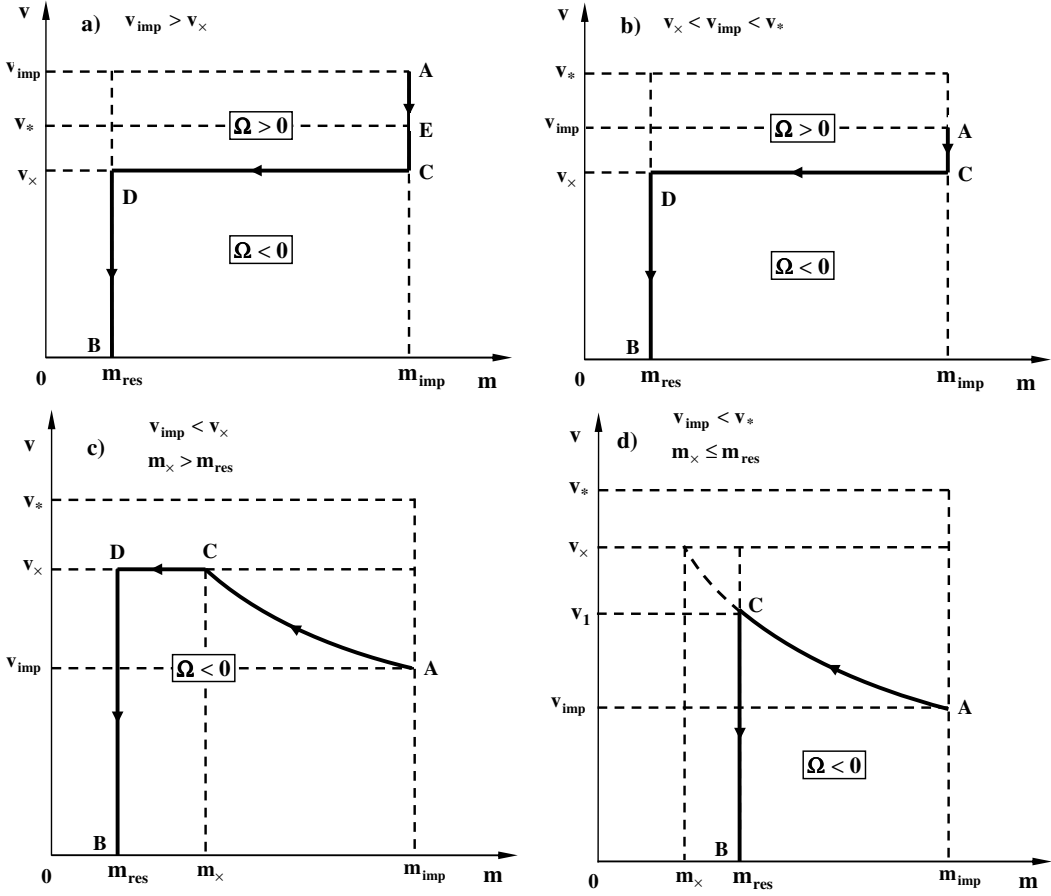 v
a)
v_imp > v_×
v_imp
A
Ω > 0
v_*
E
v_×
C
D
Ω < 0
B
0
m_res
m_imp
m
v
b)
v_× < v_imp < v_*
v_*
v_imp
Ω > 0
A
v_×
C
D
Ω < 0
B
0
m_res
m_imp
m
v
c)
v_imp < v_×
m_× > m_res
v_*
D
C
v_×
v_imp
Ω < 0
A
B
0
m_res
m_×
m_imp
m
v
d)
v_imp < v_*
m_× ≤ m_res
v_*
v_×
v_1
C
v_imp
A
Ω < 0
B
0
m_×
m_res
m_imp
m